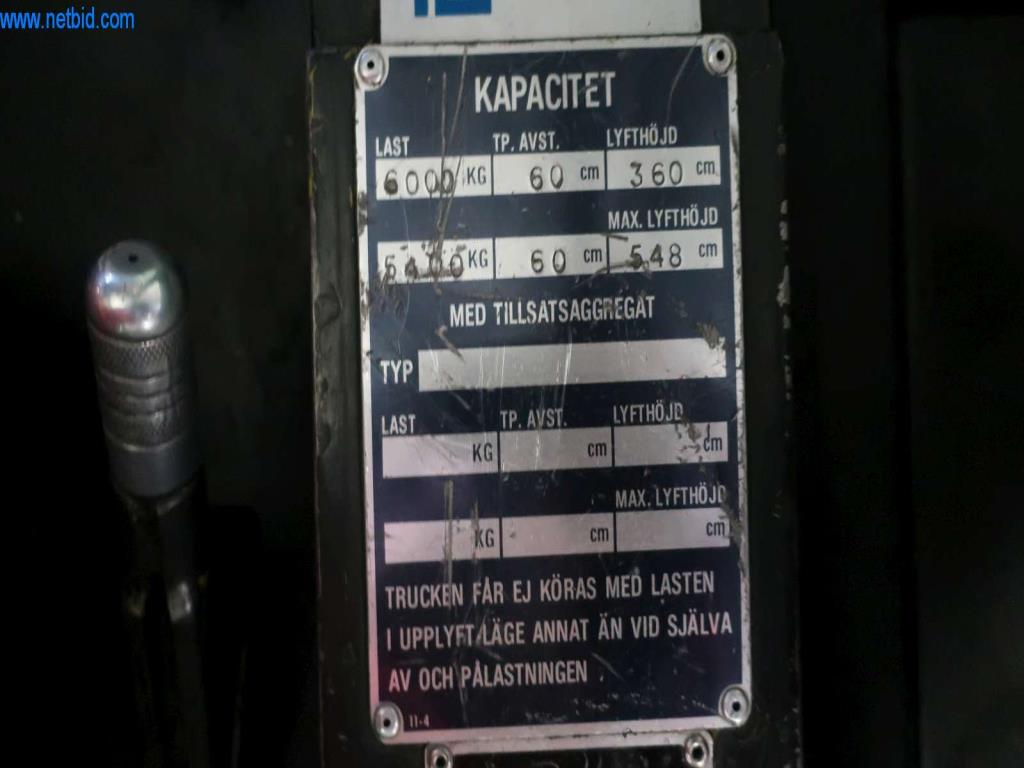 www.netbid.com
KAPACITET
LAST TP. AVST. LYFTHÖJD
6000 KG 60 cm 360 cm
MAX. LYFTHÖJD
5400 KG 60 cm 548 cm
MED TILLSATSAGGREGAT
TYP
LAST TP. AVST. LYFTHÖJD
KG cm cm
MAX. LYFTHÖJD
KG cm cm
TRUCKEN FÅR EJ KÖRAS MED LASTEN
I UPPLYFT LÄGE ANNAT ÄN VID SJÄLVA
AV OCH PÅLASTNINGEN .
11-4